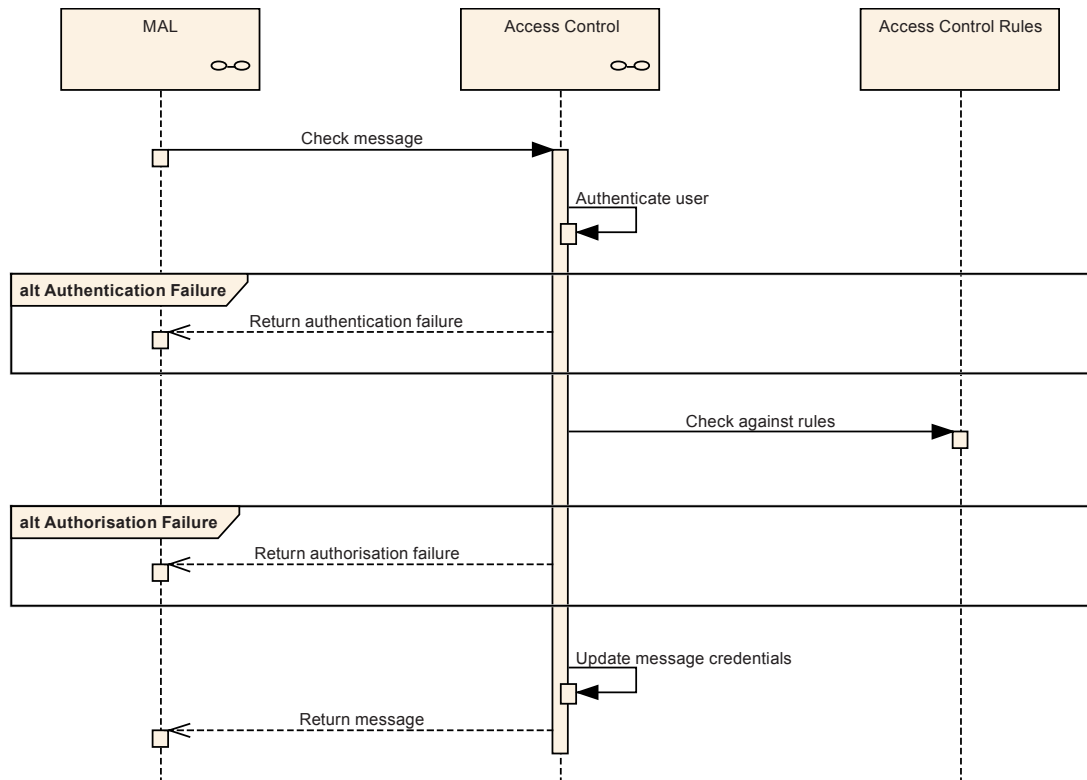 MAL
Access Control
Access Control Rules
Check message
Authenticate user
alt Authentication Failure
Return authentication failure
Check against rules
alt Authorisation Failure
Return authorisation failure
Update message credentials
Return message